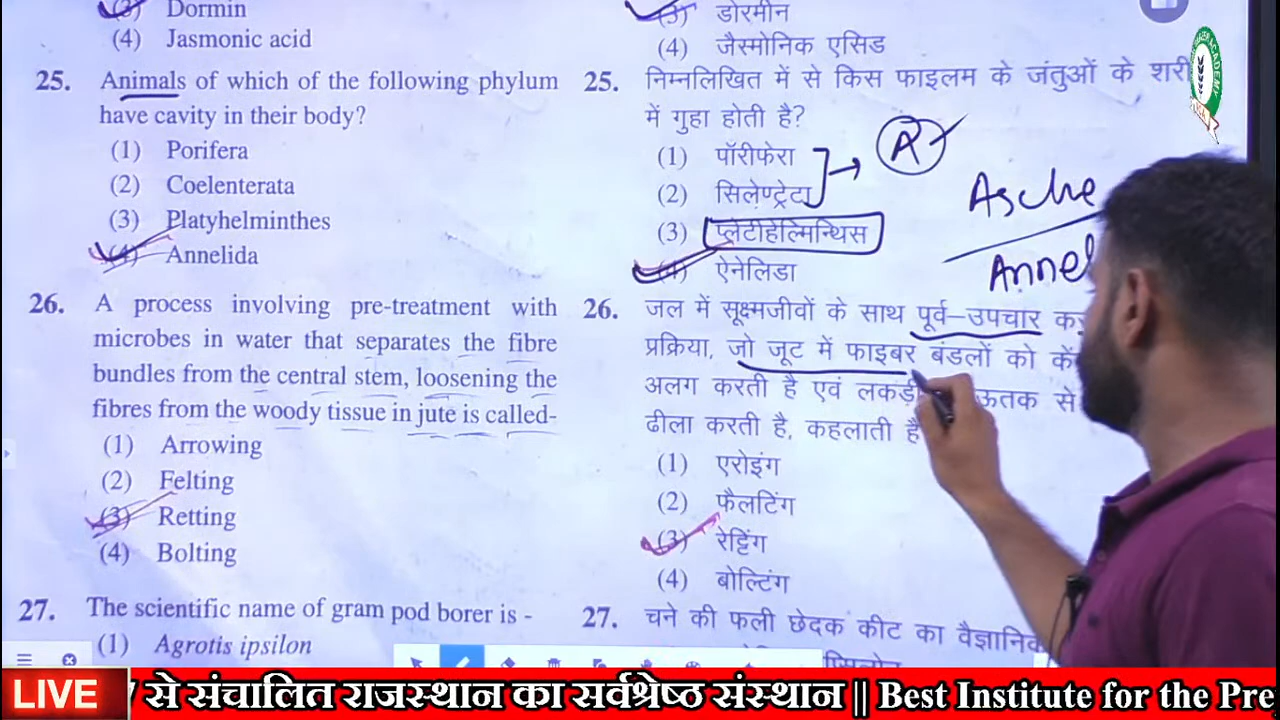 (3) Dormin
(4) Jasmonic acid
25. Animals of which of the following phylum
have cavity in their body?
(1) Porifera
(2) Coelenterata
(3) Platyhelminthes
(4) Annelida
26. A process involving pre-treatment with
microbes in water that separates the fibre
bundles from the central stem, loosening the
fibres from the woody tissue in jute is called-
(1) Arrowing
(2) Felting
(3) Retting
(4) Bolting
27. The scientific name of gram pod borer is -
(1) Agrotis ipsilon
(3) डोरमीन
(4) जैस्मोनिक एसिड
25. निम्नलिखित में से किस फाइलम के जंतुओं के शरी
में गुहा होती है?
(1) पॉरीफेरा
(2) सिलेण्ट्रेटा
(3) प्लेटीहेल्मिन्थिस
(4) ऐनेलिडा
Asche
Annel
26. जल में सूक्ष्मजीवों के साथ पूर्व–उपचार
प्रक्रिया, जो जूट में फाइबर बंडलों को कें
अलग करती है एवं लकड़ी ऊतक से
ढीला करती है, कहलाती है
(1) एरोइंग
(2) फैलटिंग
(3) रेट्टिंग
(4) बोल्टिंग
27. चने की फली छेदक कीट का वैज्ञानिक
LIVE
से संचालित राजस्थान का सर्वश्रेष्ठ संस्थान || Best Institute for the Pre